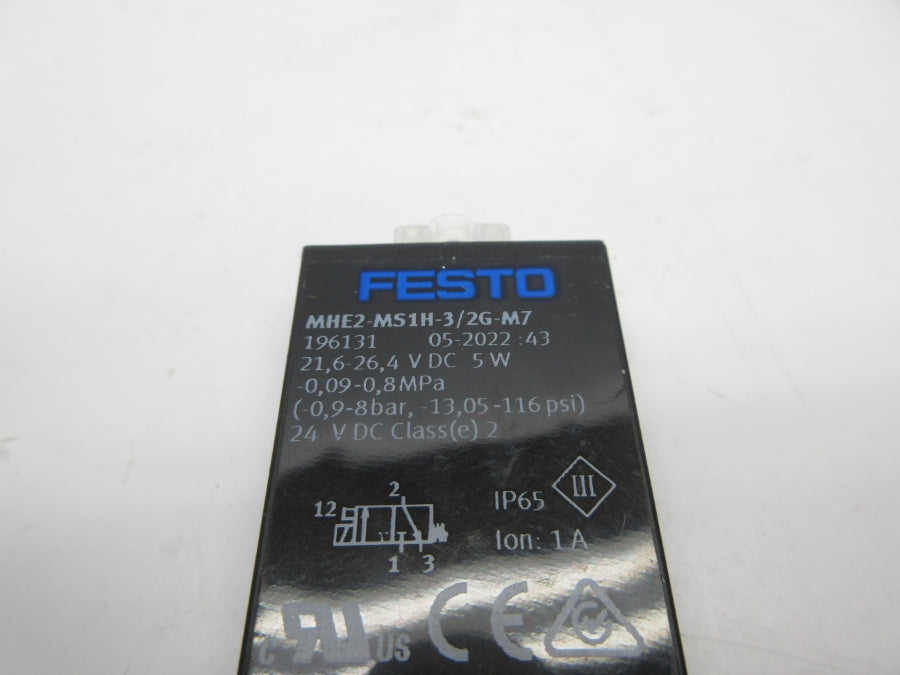 FESTO
MHE2-MS1H-3/2G-M7
196131 05-2022 :43
21,6-26,4 V DC 5 W
-0,09-0,8MPa
(-0,9-8bar, -13,05-116 psi)
24 V DC Class(e) 2
2
12
1 3
IP65 III
Ion: 1 A
c RU US CE